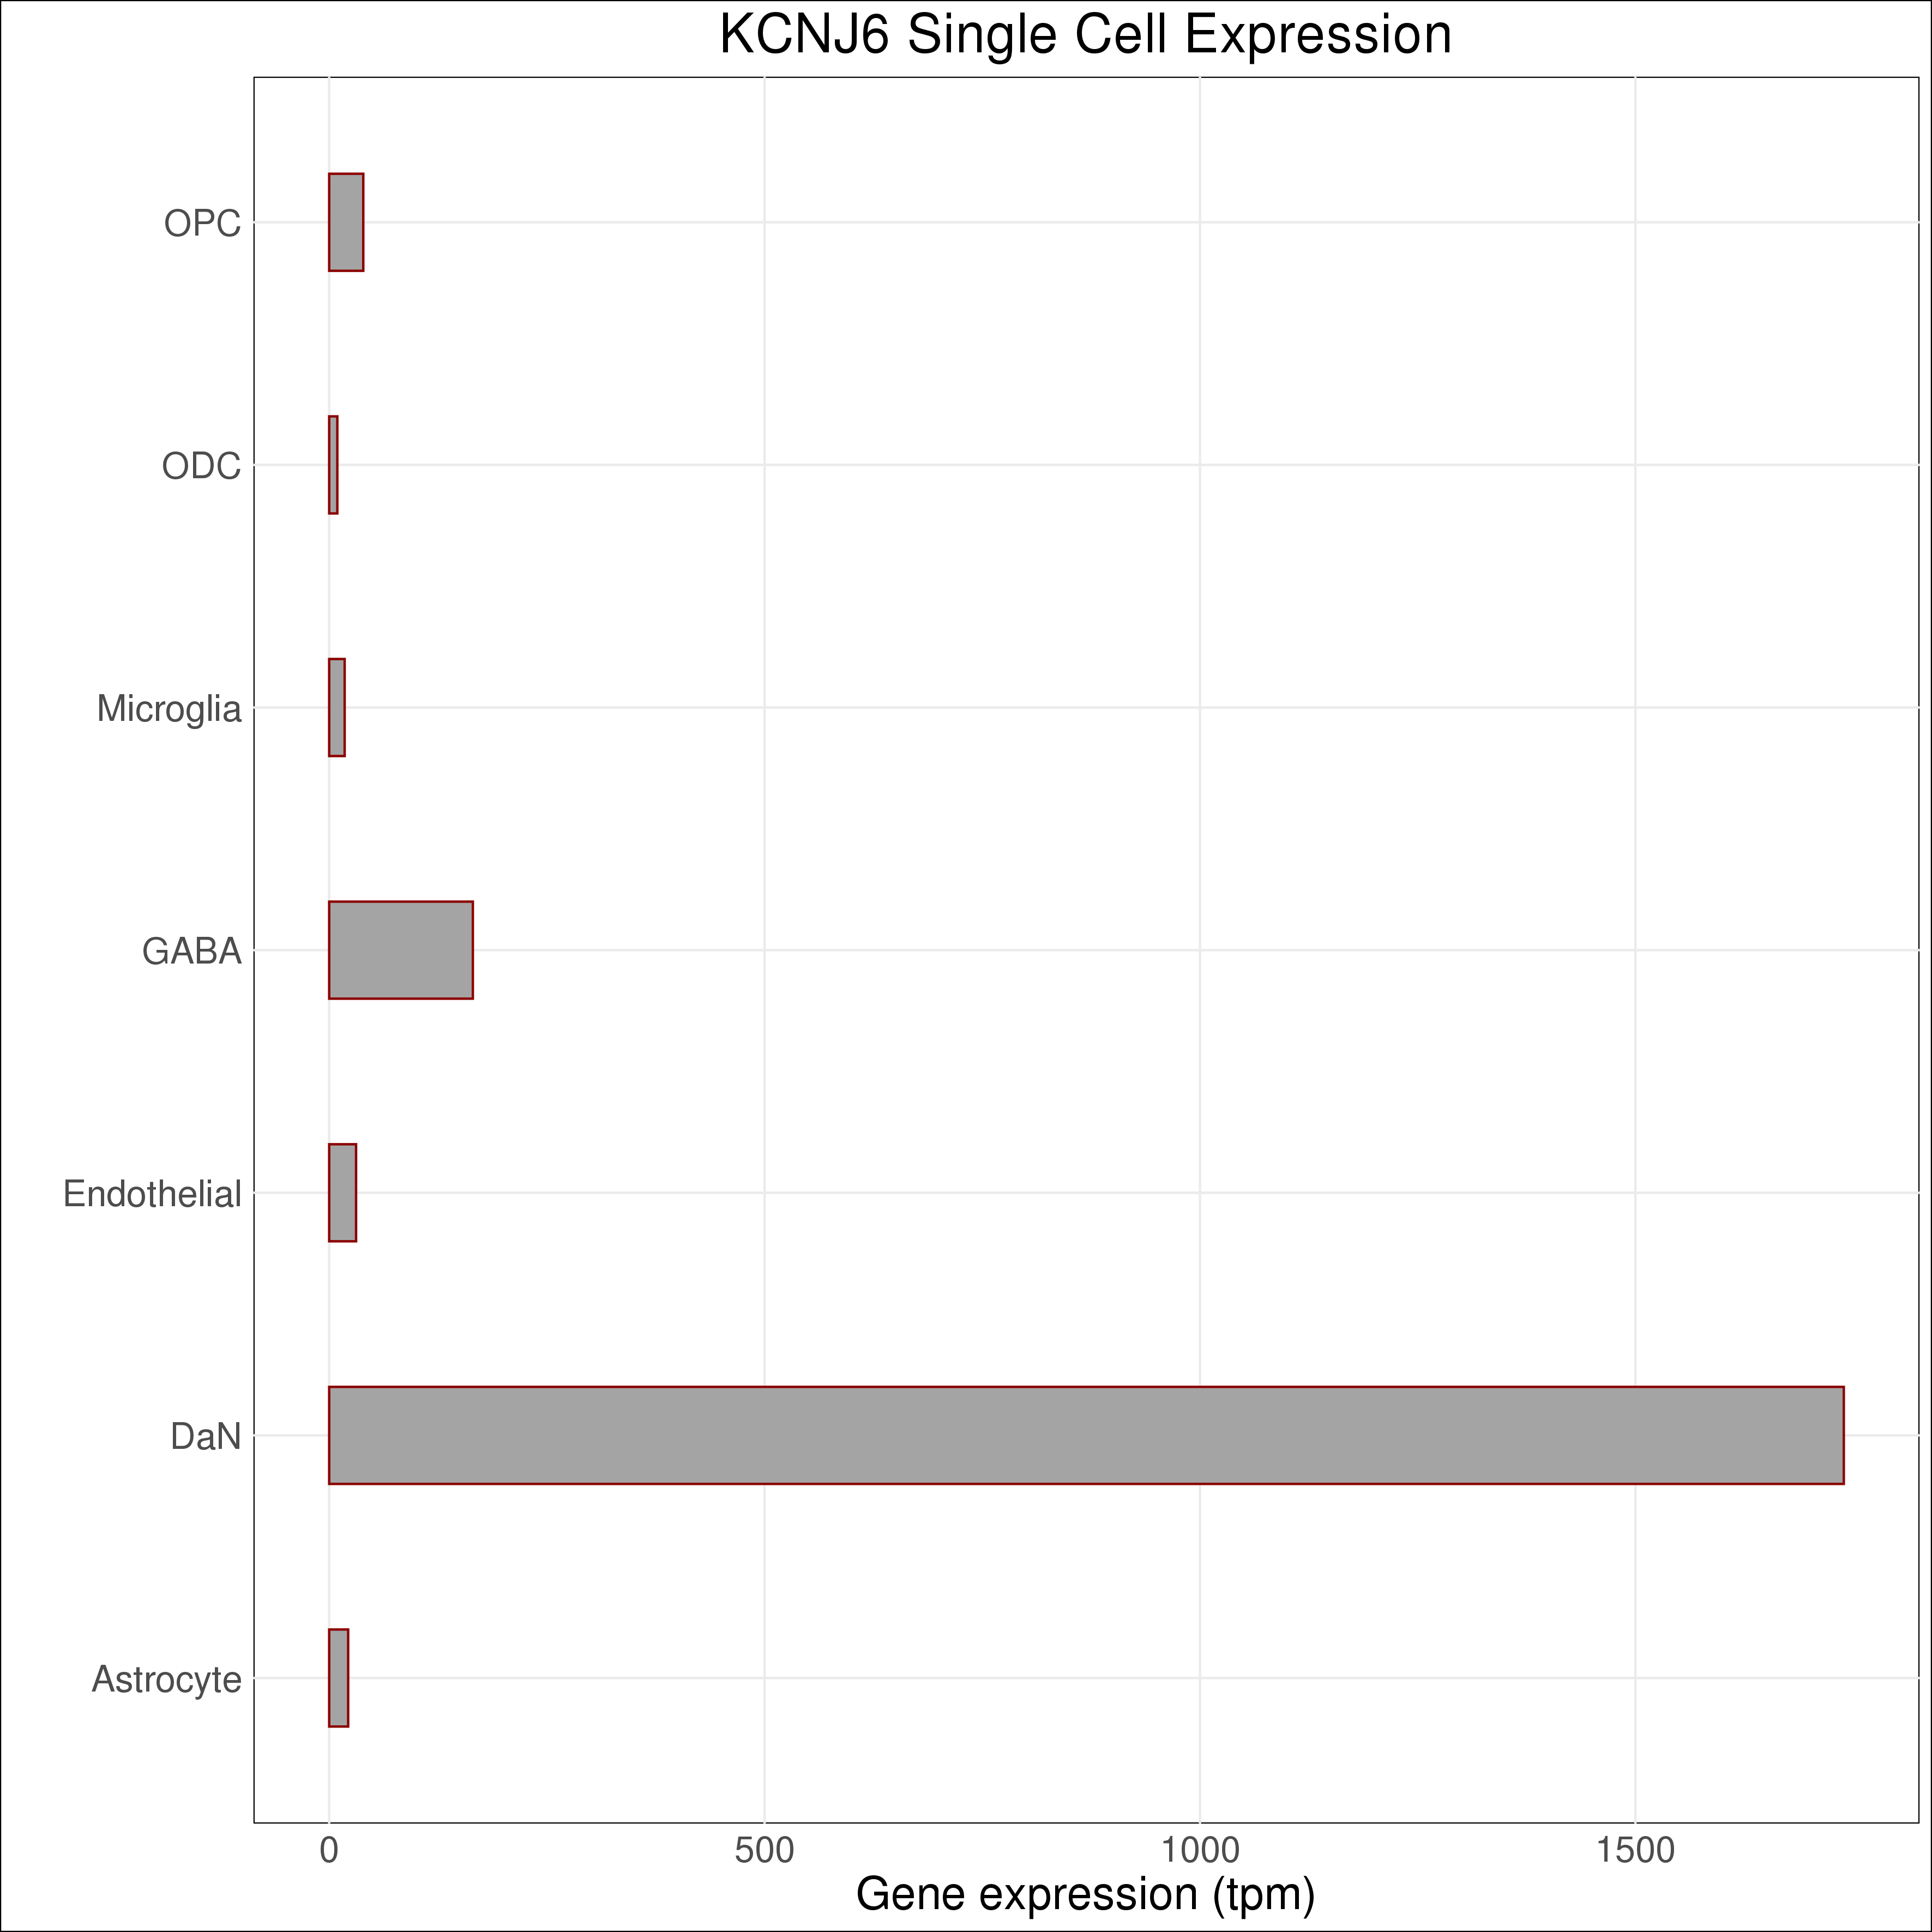 KCNJ6 Single Cell Expression
OPC
ODC
Microglia
GABA
Endothelial
DaN
Astrocyte
0 500 1000 1500
Gene expression (tpm)